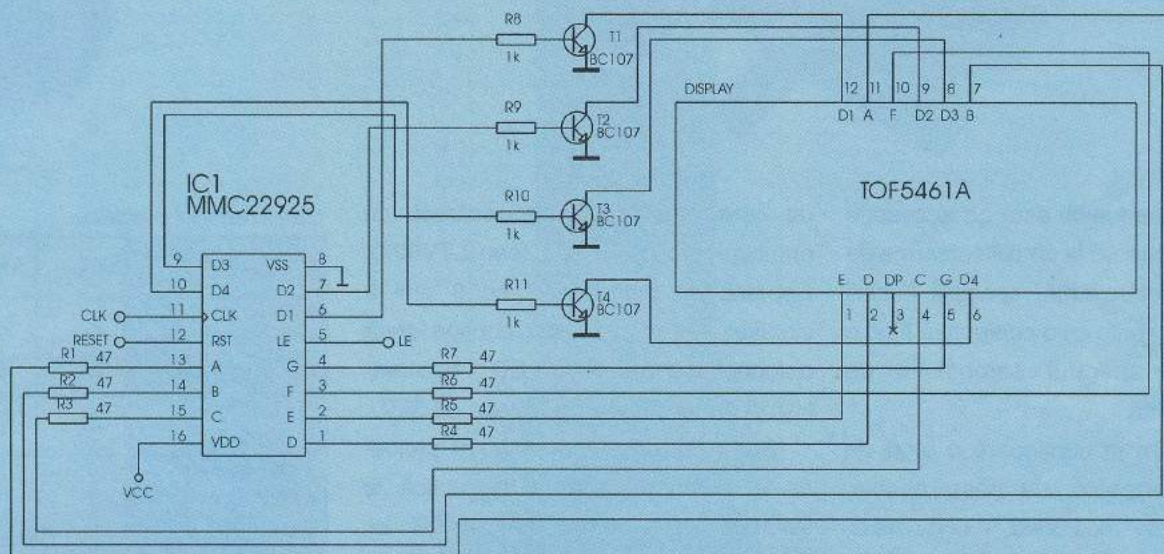 R8
1k
T1
BC107
R9
1k
T2
BC107
R10
1k
T3
BC107
R11
1k
T4
BC107
DISPLAY
12 11 10 9 8 7
D1 A F D2 D3 B
TOF5461A
E D DP C G D4
1 2 3 4 5 6
IC1
MMC22925
9 D3 VSS 8
10 D4 D2 7
CLK 11 CLK D1 6
RESET 12 RST LE 5 LE
R1 47 13 A G 4 R7 47
R2 47 14 B F 3 R6 47
R3 47 15 C E 2 R5 47
16 VDD D 1 R4 47
VCC